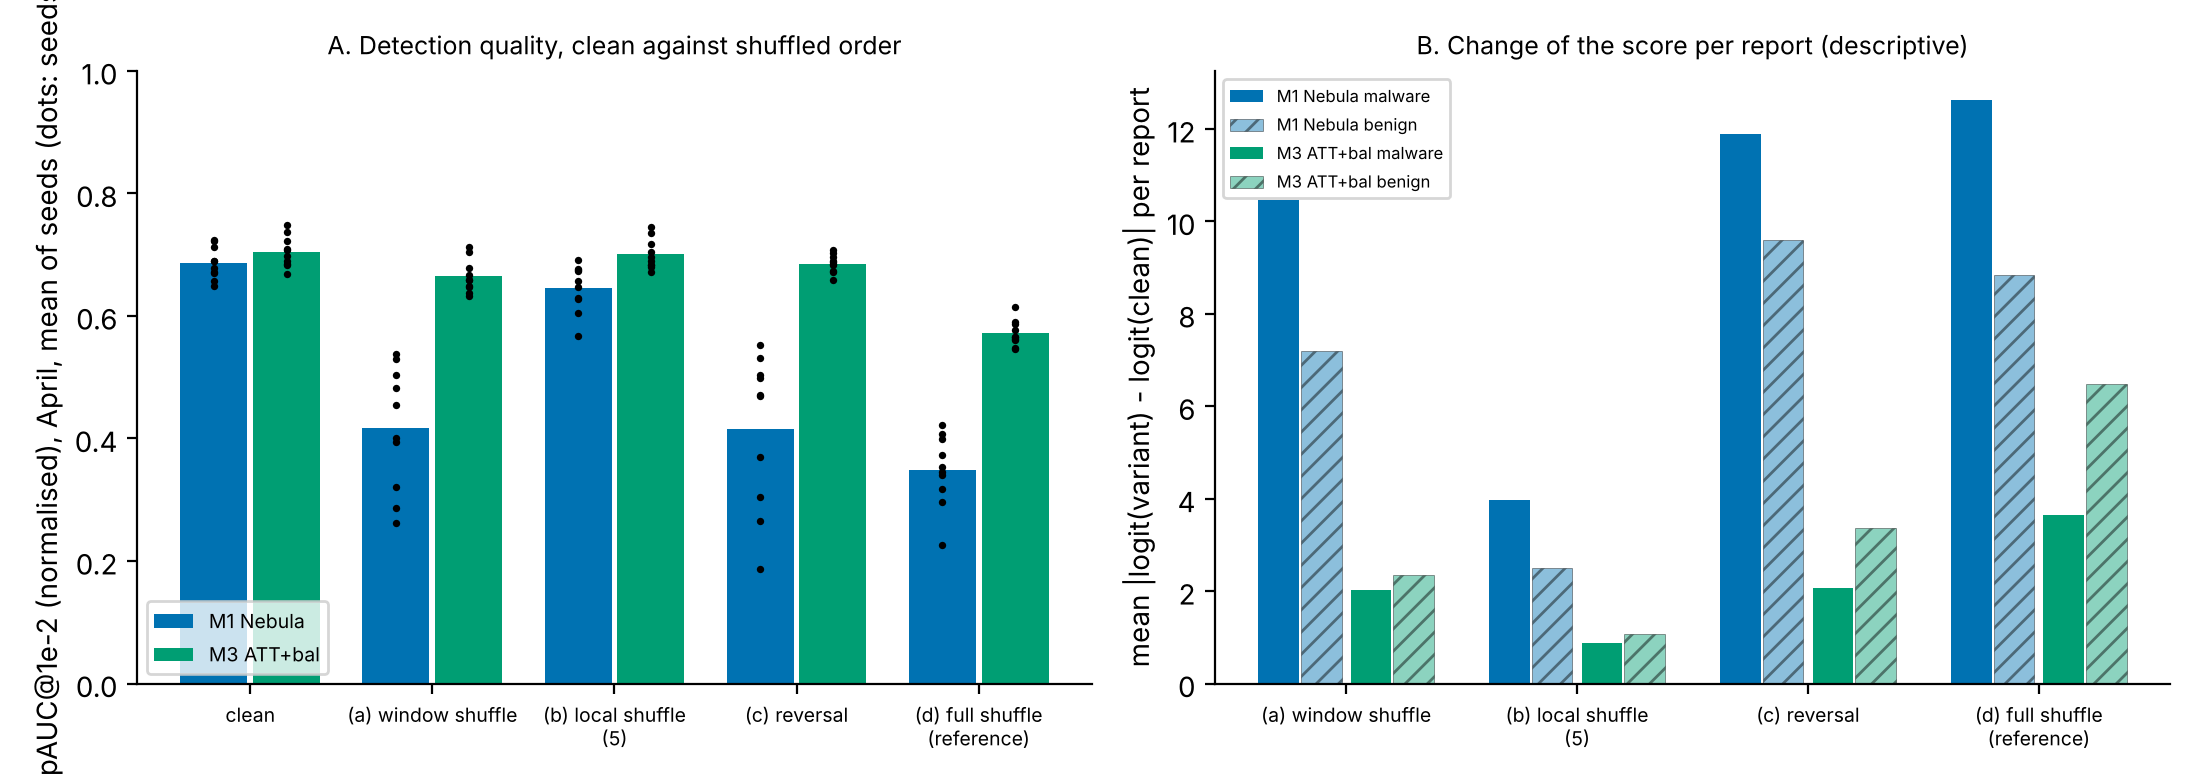 A. Detection quality, clean against shuffled order
pAUC@1e-2 (normalised), April, mean of seeds (dots: seeds
1.0
0.8
0.6
0.4
0.2
0.0
M1 Nebula
M3 ATT+bal
clean
(a) window shuffle
(b) local shuffle
(5)
(c) reversal
(d) full shuffle
(reference)
B. Change of the score per report (descriptive)
mean |logit(variant) - logit(clean)| per report
12
10
8
6
4
2
0
M1 Nebula malware
M1 Nebula benign
M3 ATT+bal malware
M3 ATT+bal benign
(a) window shuffle
(b) local shuffle
(5)
(c) reversal
(d) full shuffle
(reference)